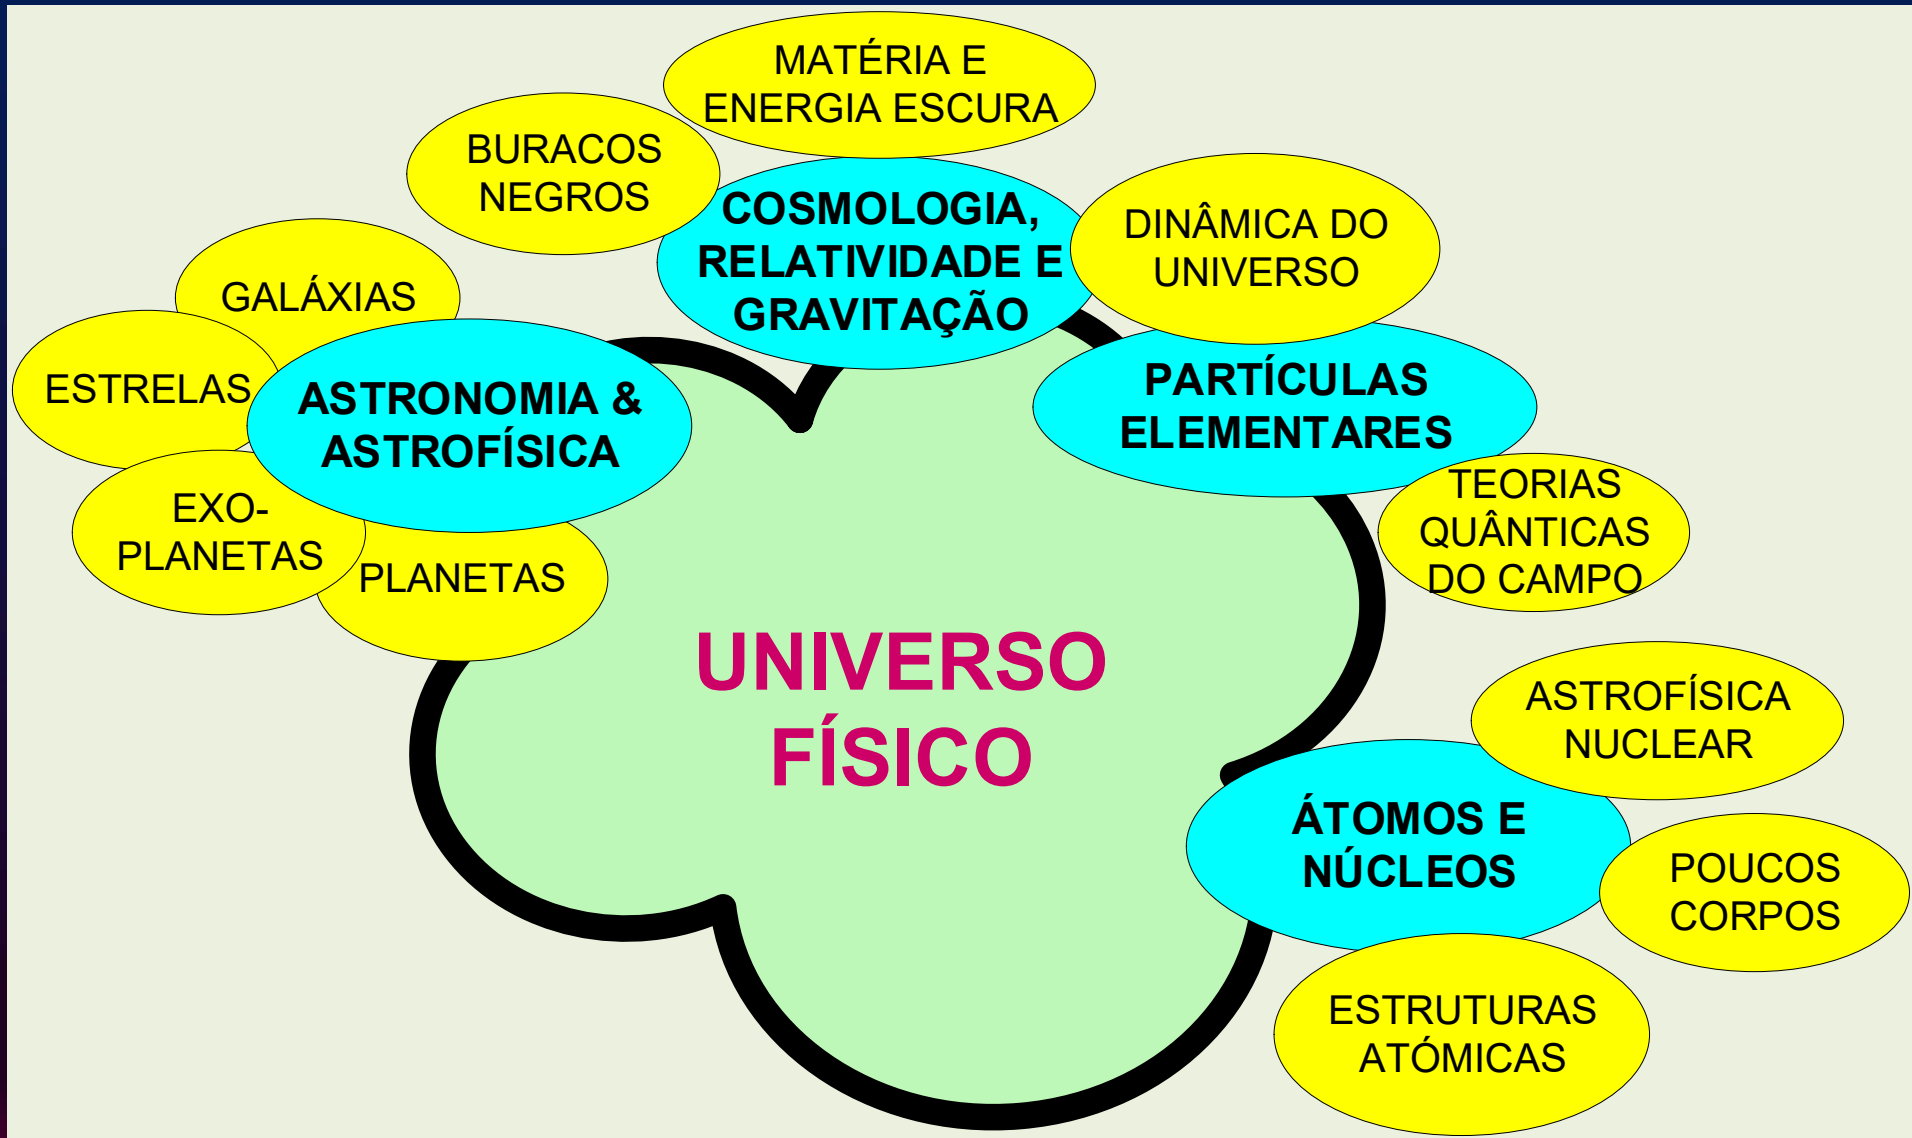 MATÉRIA E
ENERGIA ESCURA
BURACOS
NEGROS
COSMOLOGIA,
RELATIVIDADE E
GRAVITAÇÃO
DINÂMICA DO
UNIVERSO
GALÁXIAS
ESTRELAS
ASTRONOMIA &
ASTROFÍSICA
EXO-
PLANETAS
PLANETAS
PARTÍCULAS
ELEMENTARES
TEORIAS
QUÂNTICAS
DO CAMPO
UNIVERSO
FÍSICO
ASTROFÍSICA
NUCLEAR
ÁTOMOS E
NÚCLEOS
POUCOS
CORPOS
ESTRUTURAS
ATÓMICAS